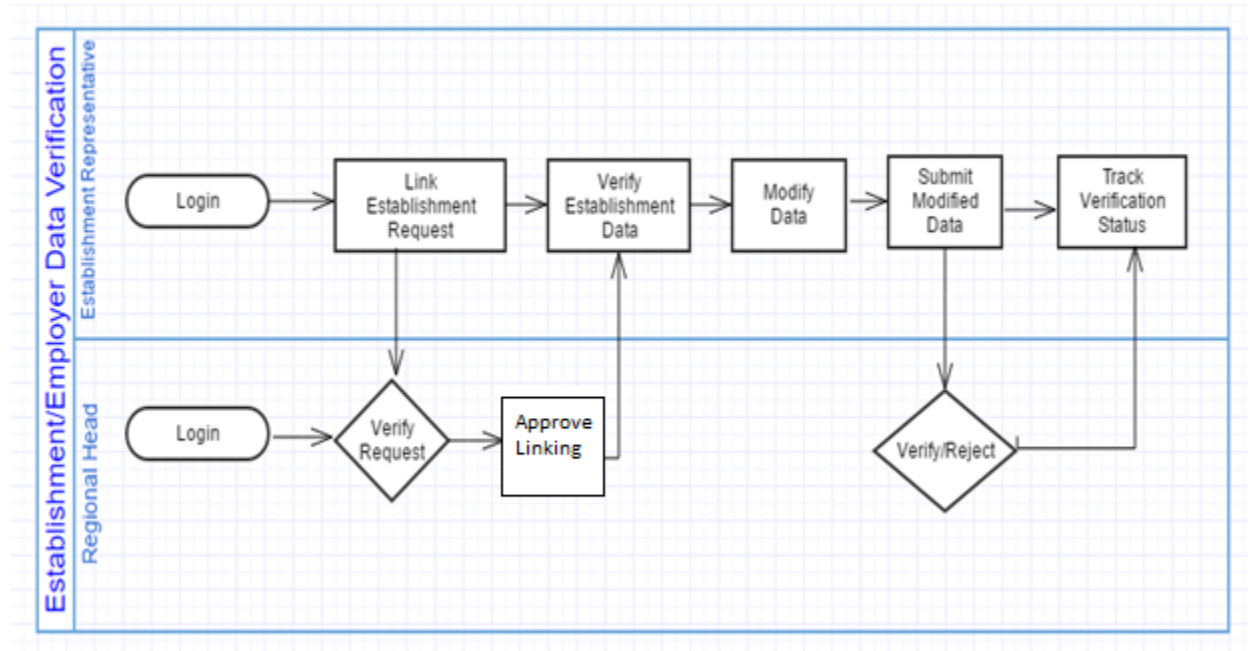 Establishment/Employer Data Verification
Establishment Representative
Login
Link
Establishment
Request
Verify
Establishment
Data
Modify
Data
Submit
Modified
Data
Track
Verification
Status
Regional Head
Login
Verify
Request
Approve
Linking
Verify/Reject